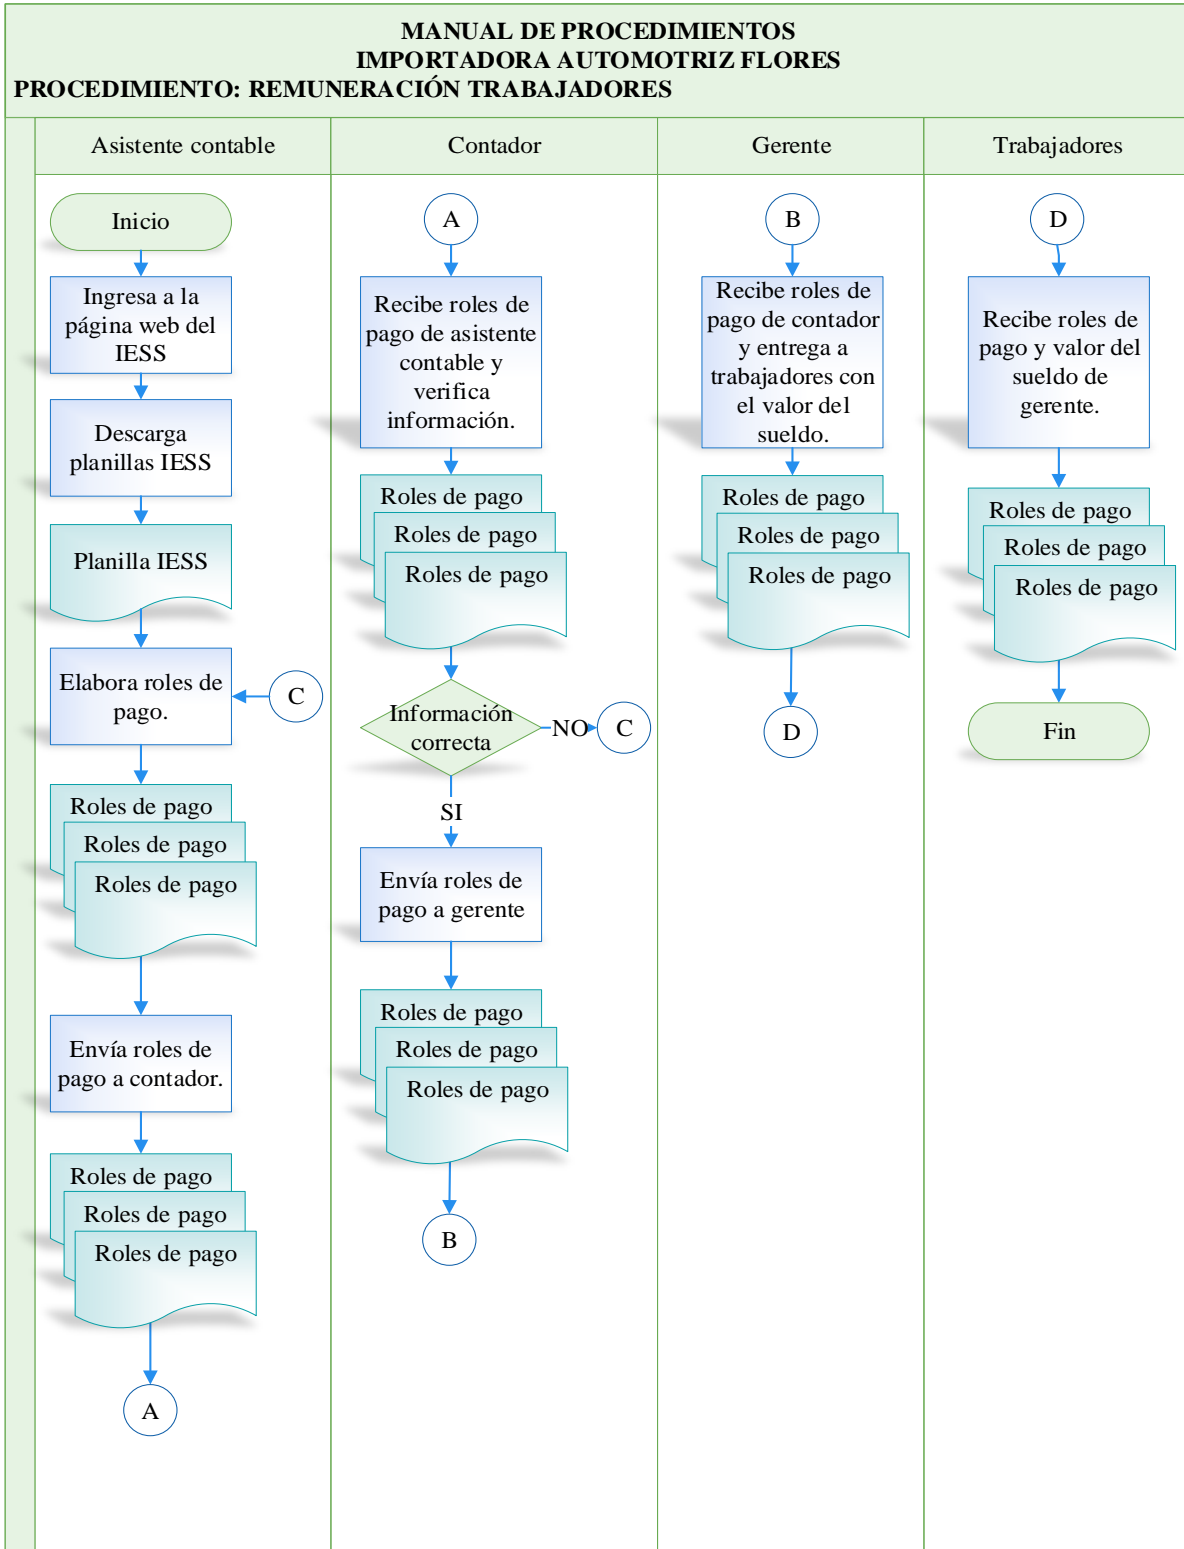 MANUAL DE PROCEDIMIENTOS
IMPORTADORA AUTOMOTRIZ FLORES
PROCEDIMIENTO: REMUNERACIÓN TRABAJADORES
Asistente contable
Inicio
Ingresa a la
página web del
IESS
Descarga
planillas IESS
Planilla IESS
Elabora roles de
pago.
C
Roles de pago
Roles de pago
Roles de pago
Envía roles de
pago a contador.
Roles de pago
Roles de pago
Roles de pago
A
Contador
A
Recibe roles de
pago de asistente
contable y
verifica
información.
Roles de pago
Roles de pago
Roles de pago
Información
correcta
NO
C
SI
Envía roles de
pago a gerente
Roles de pago
Roles de pago
Roles de pago
B
Gerente
B
Recibe roles de
pago de contador
y entrega a
trabajadores con
el valor del
sueldo.
Roles de pago
Roles de pago
Roles de pago
D
Trabajadores
D
Recibe roles de
pago y valor del
sueldo de
gerente.
Roles de pago
Roles de pago
Roles de pago
Fin